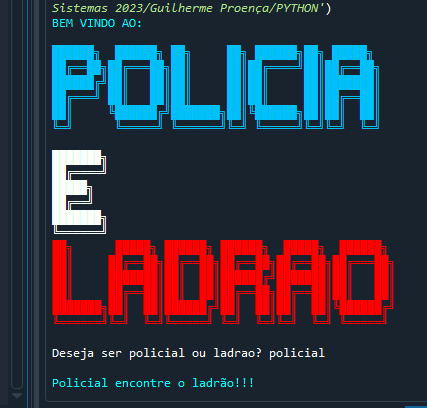 Sistemas 2023/Guilherme Proença/PYTHON')
BEM VINDO AO:
POLICIA
E
LADRAO
Deseja ser policial ou ladrao? policial
Policial encontre o ladrão!!!